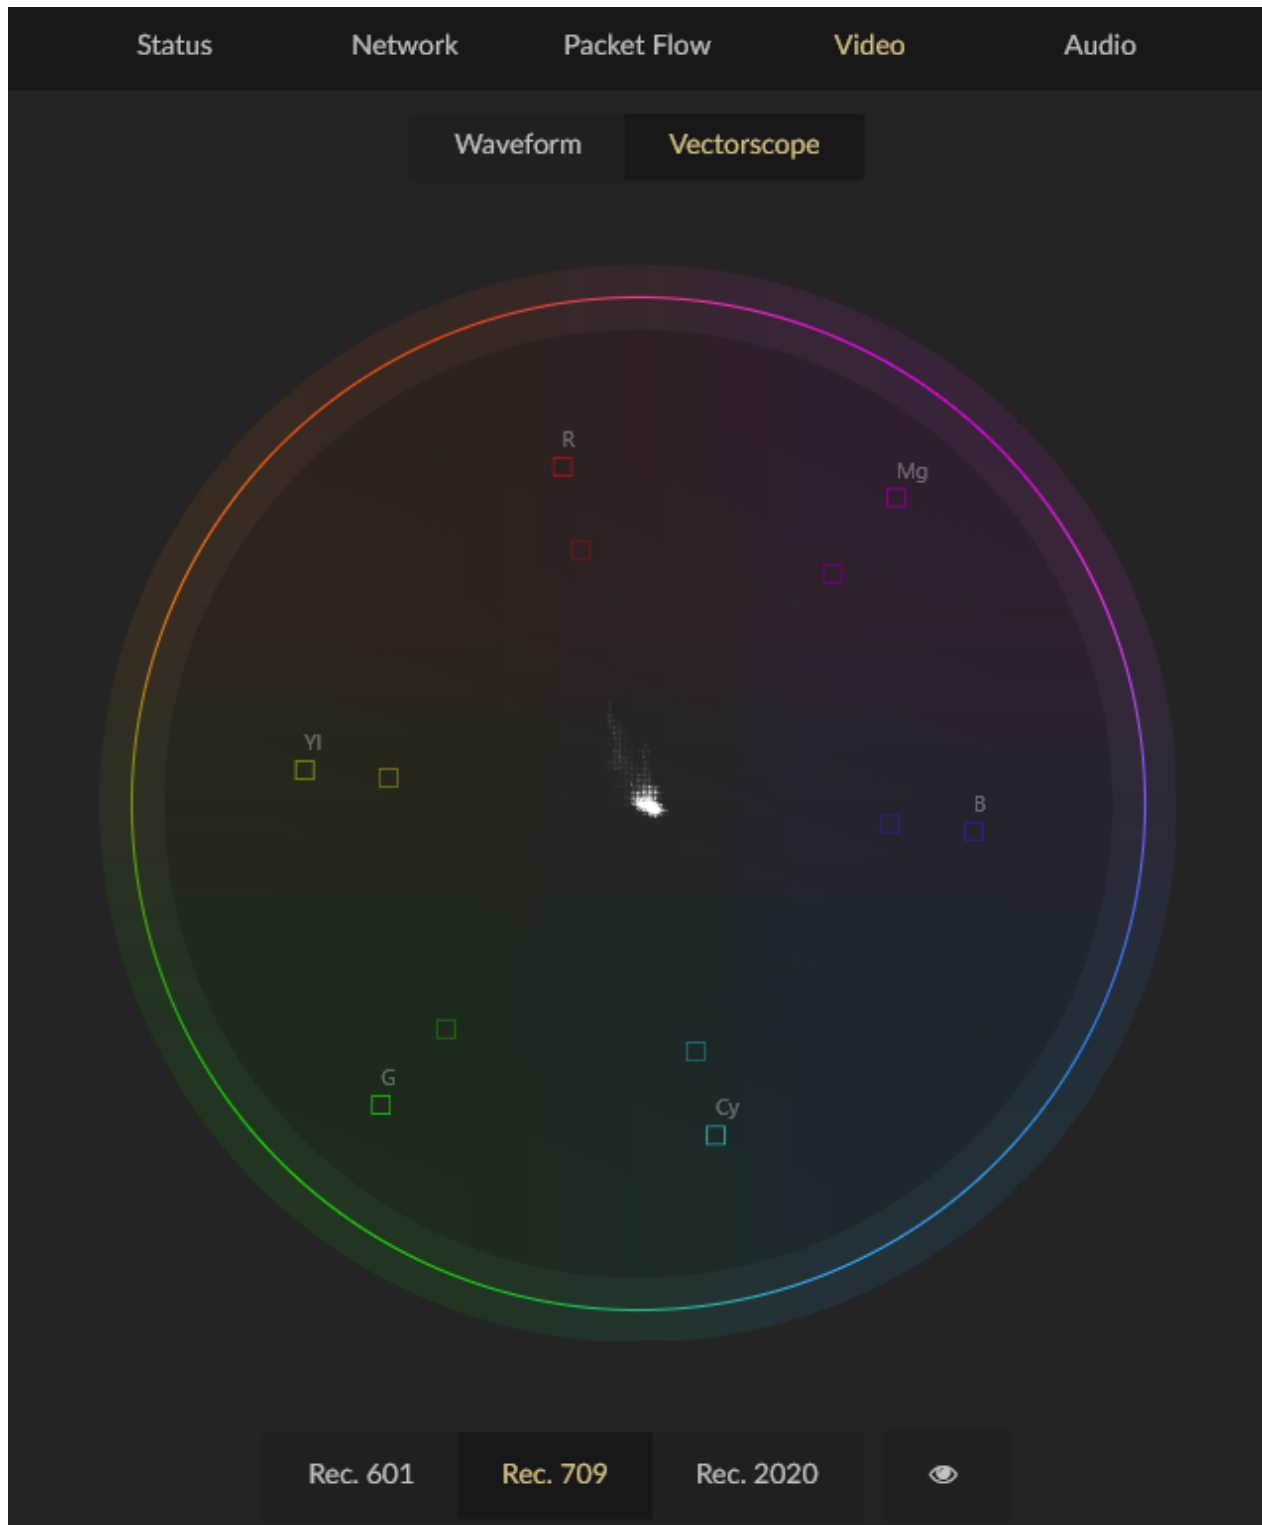 Status Network Packet Flow Video Audio
Waveform Vectorscope
R
Mg
Yl
B
G
Cy
Rec. 601 Rec. 709 Rec. 2020